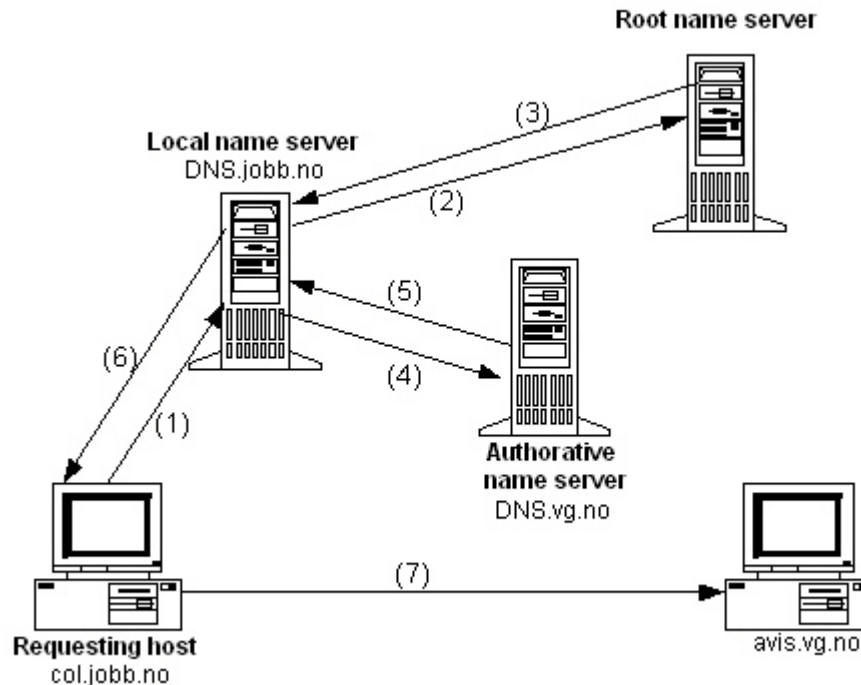 Root name server
(3)
Local name server
DNS.jobb.no
(2)
(5)
(6)
(4)
(1)
Authorative
name server
DNS.vg.no
(7)
Requesting host
col.jobb.no
avis.vg.no